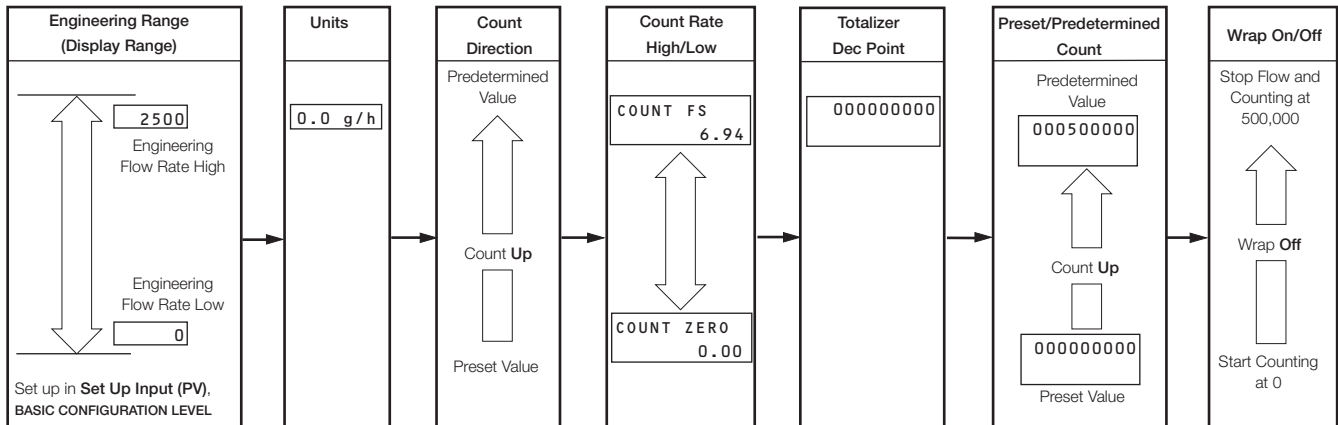 Engineering Range
(Display Range)
2500
Engineering
Flow Rate High
Engineering
Flow Rate Low
0
Set up in Set Up Input (PV),
BASIC CONFIGURATION LEVEL
Units
0.0 g/h
Count
Direction
Predetermined
Value
Count Up
Preset Value
Count Rate
High/Low
COUNT FS
6.94
COUNT ZERO
0.00
Totalizer
Dec Point
000000000
Preset/Predetermined
Count
Predetermined
Value
000500000
Count Up
000000000
Preset Value
Wrap On/Off
Stop Flow and
Counting at
500,000
Wrap Off
Start Counting
at 0